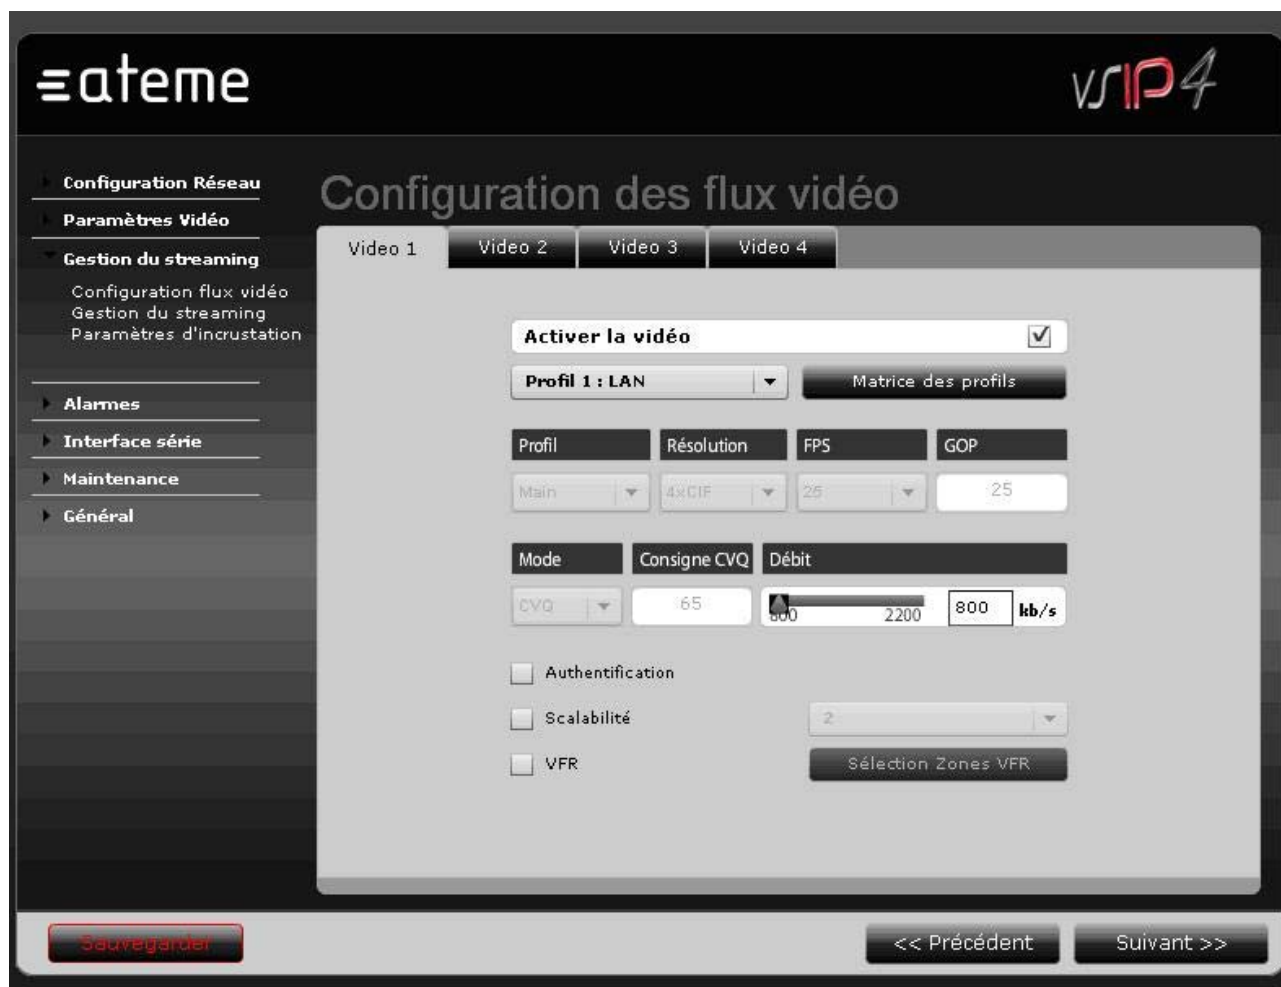 ateme
vsIP4
Configuration Réseau
Paramètres Vidéo
Gestion du streaming
Configuration flux vidéo
Gestion du streaming
Paramètres d'incrustation
Alarmes
Interface série
Maintenance
Général
Configuration des flux vidéo
Video 1
Video 2
Video 3
Video 4
Activer la vidéo
Profil 1 : LAN
Matrice des profils
Profil
Résolution
FPS
GOP
Main
4xCIF
25
25
Mode
Consigne CVQ
Débit
CVQ
65
800
2200
800
kb/s
Authentification
Scalabilité
2
VFR
Sélection Zones VFR
Sauvegarder
<< Précédent
Suivant >>